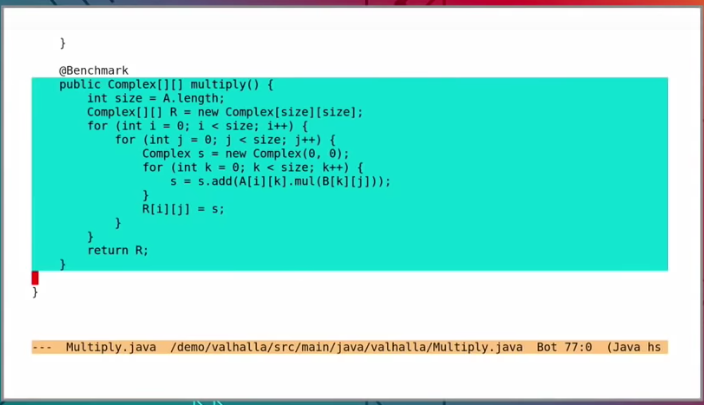 }
@Benchmark
public Complex[][] multiply() {
int size = A.length;
Complex[][] R = new Complex[size][size];
for (int i = 0; i < size; i++) {
for (int j = 0; j < size; j++) {
Complex s = new Complex(0, 0);
for (int k = 0; k < size; k++) {
s = s.add(A[i][k].mul(B[k][j]));
}
R[i][j] = s;
}
}
return R;
}
}
--- Multiply.java /demo/valhalla/src/main/java/valhalla/Multiply.java Bot 77:0 (Java hs